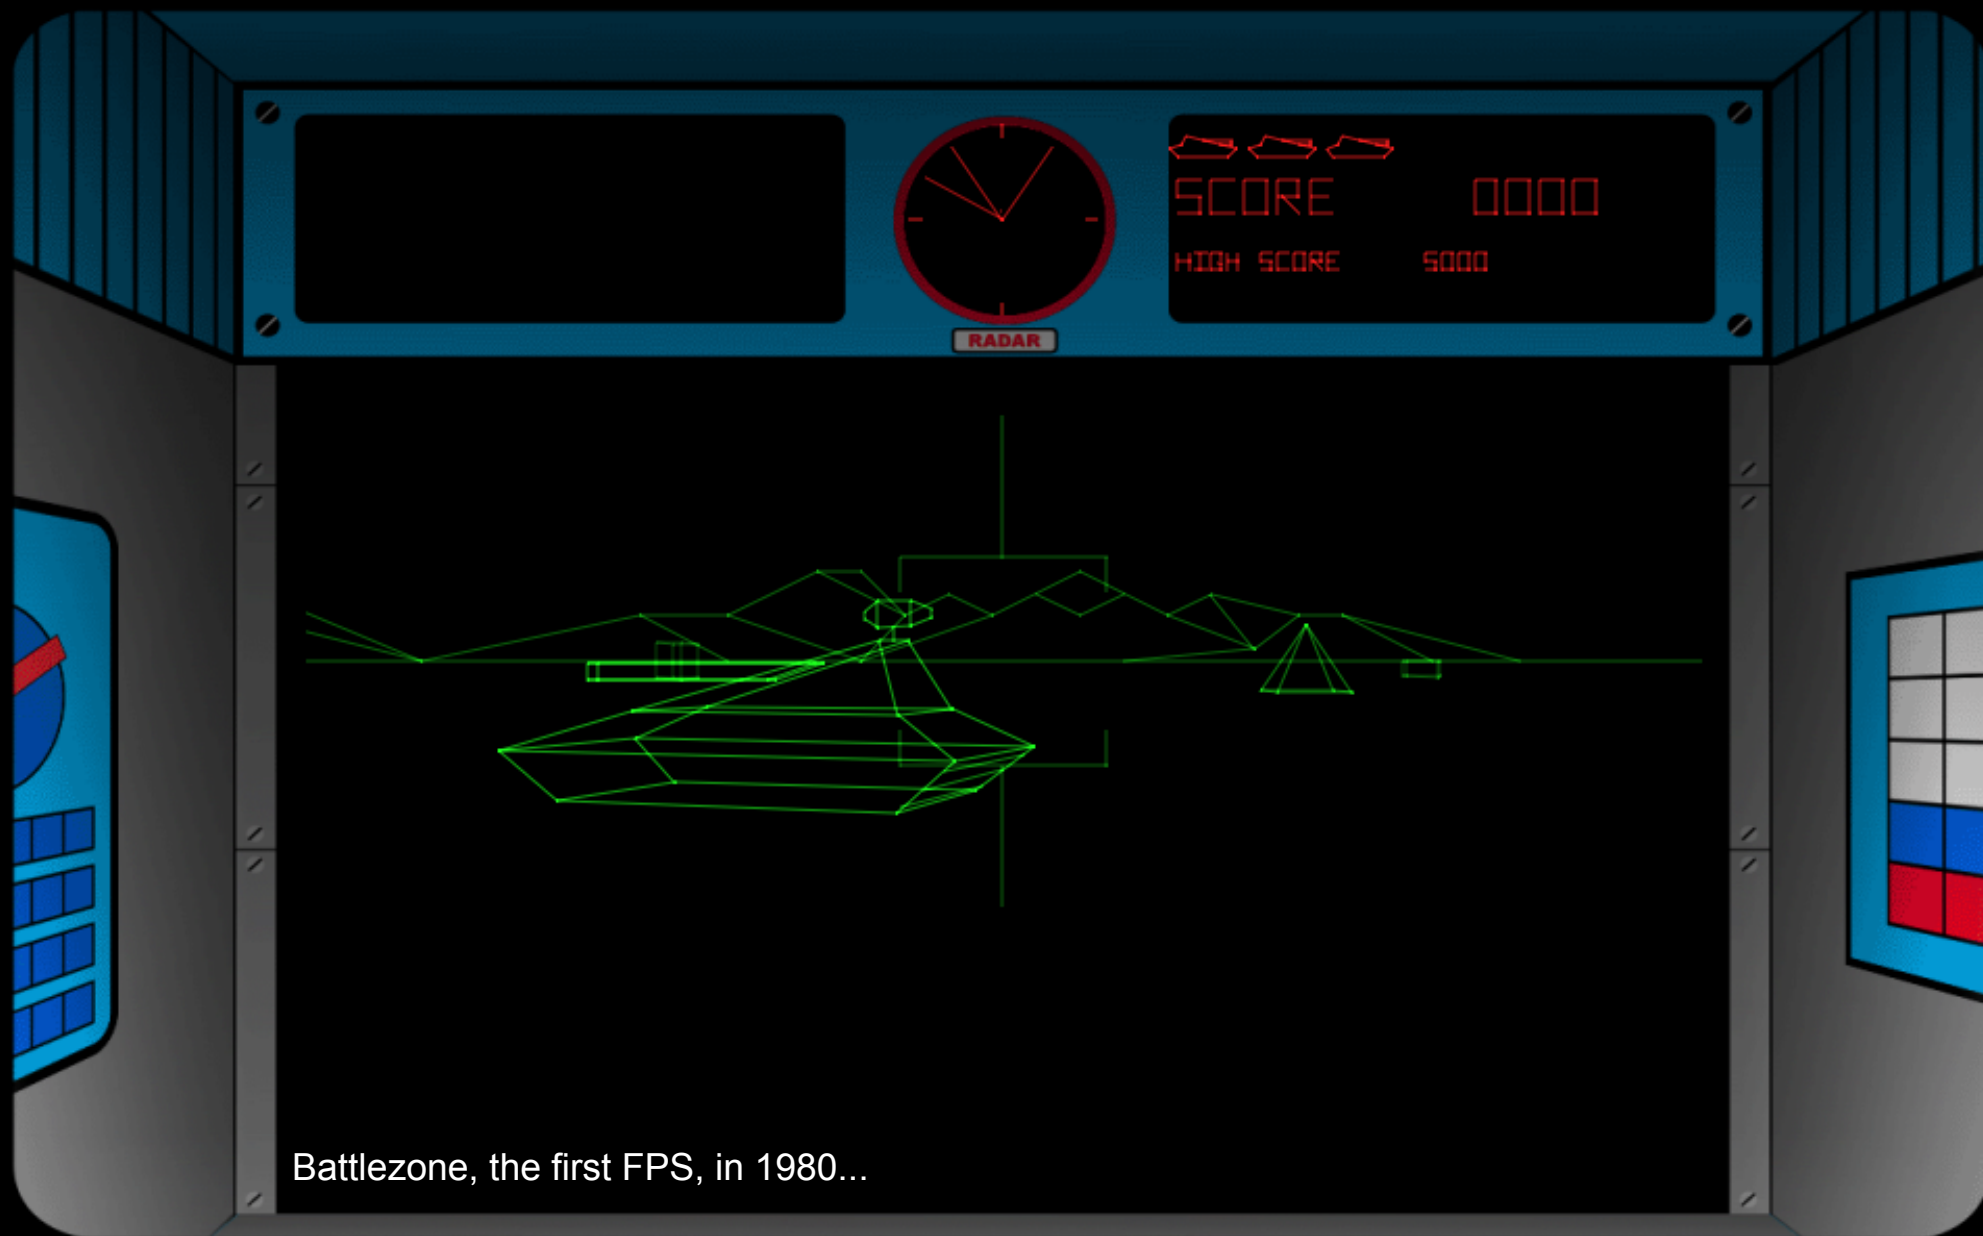 SCORE 0000
HIGH SCORE 5000
RADAR
Battlezone, the first FPS, in 1980...